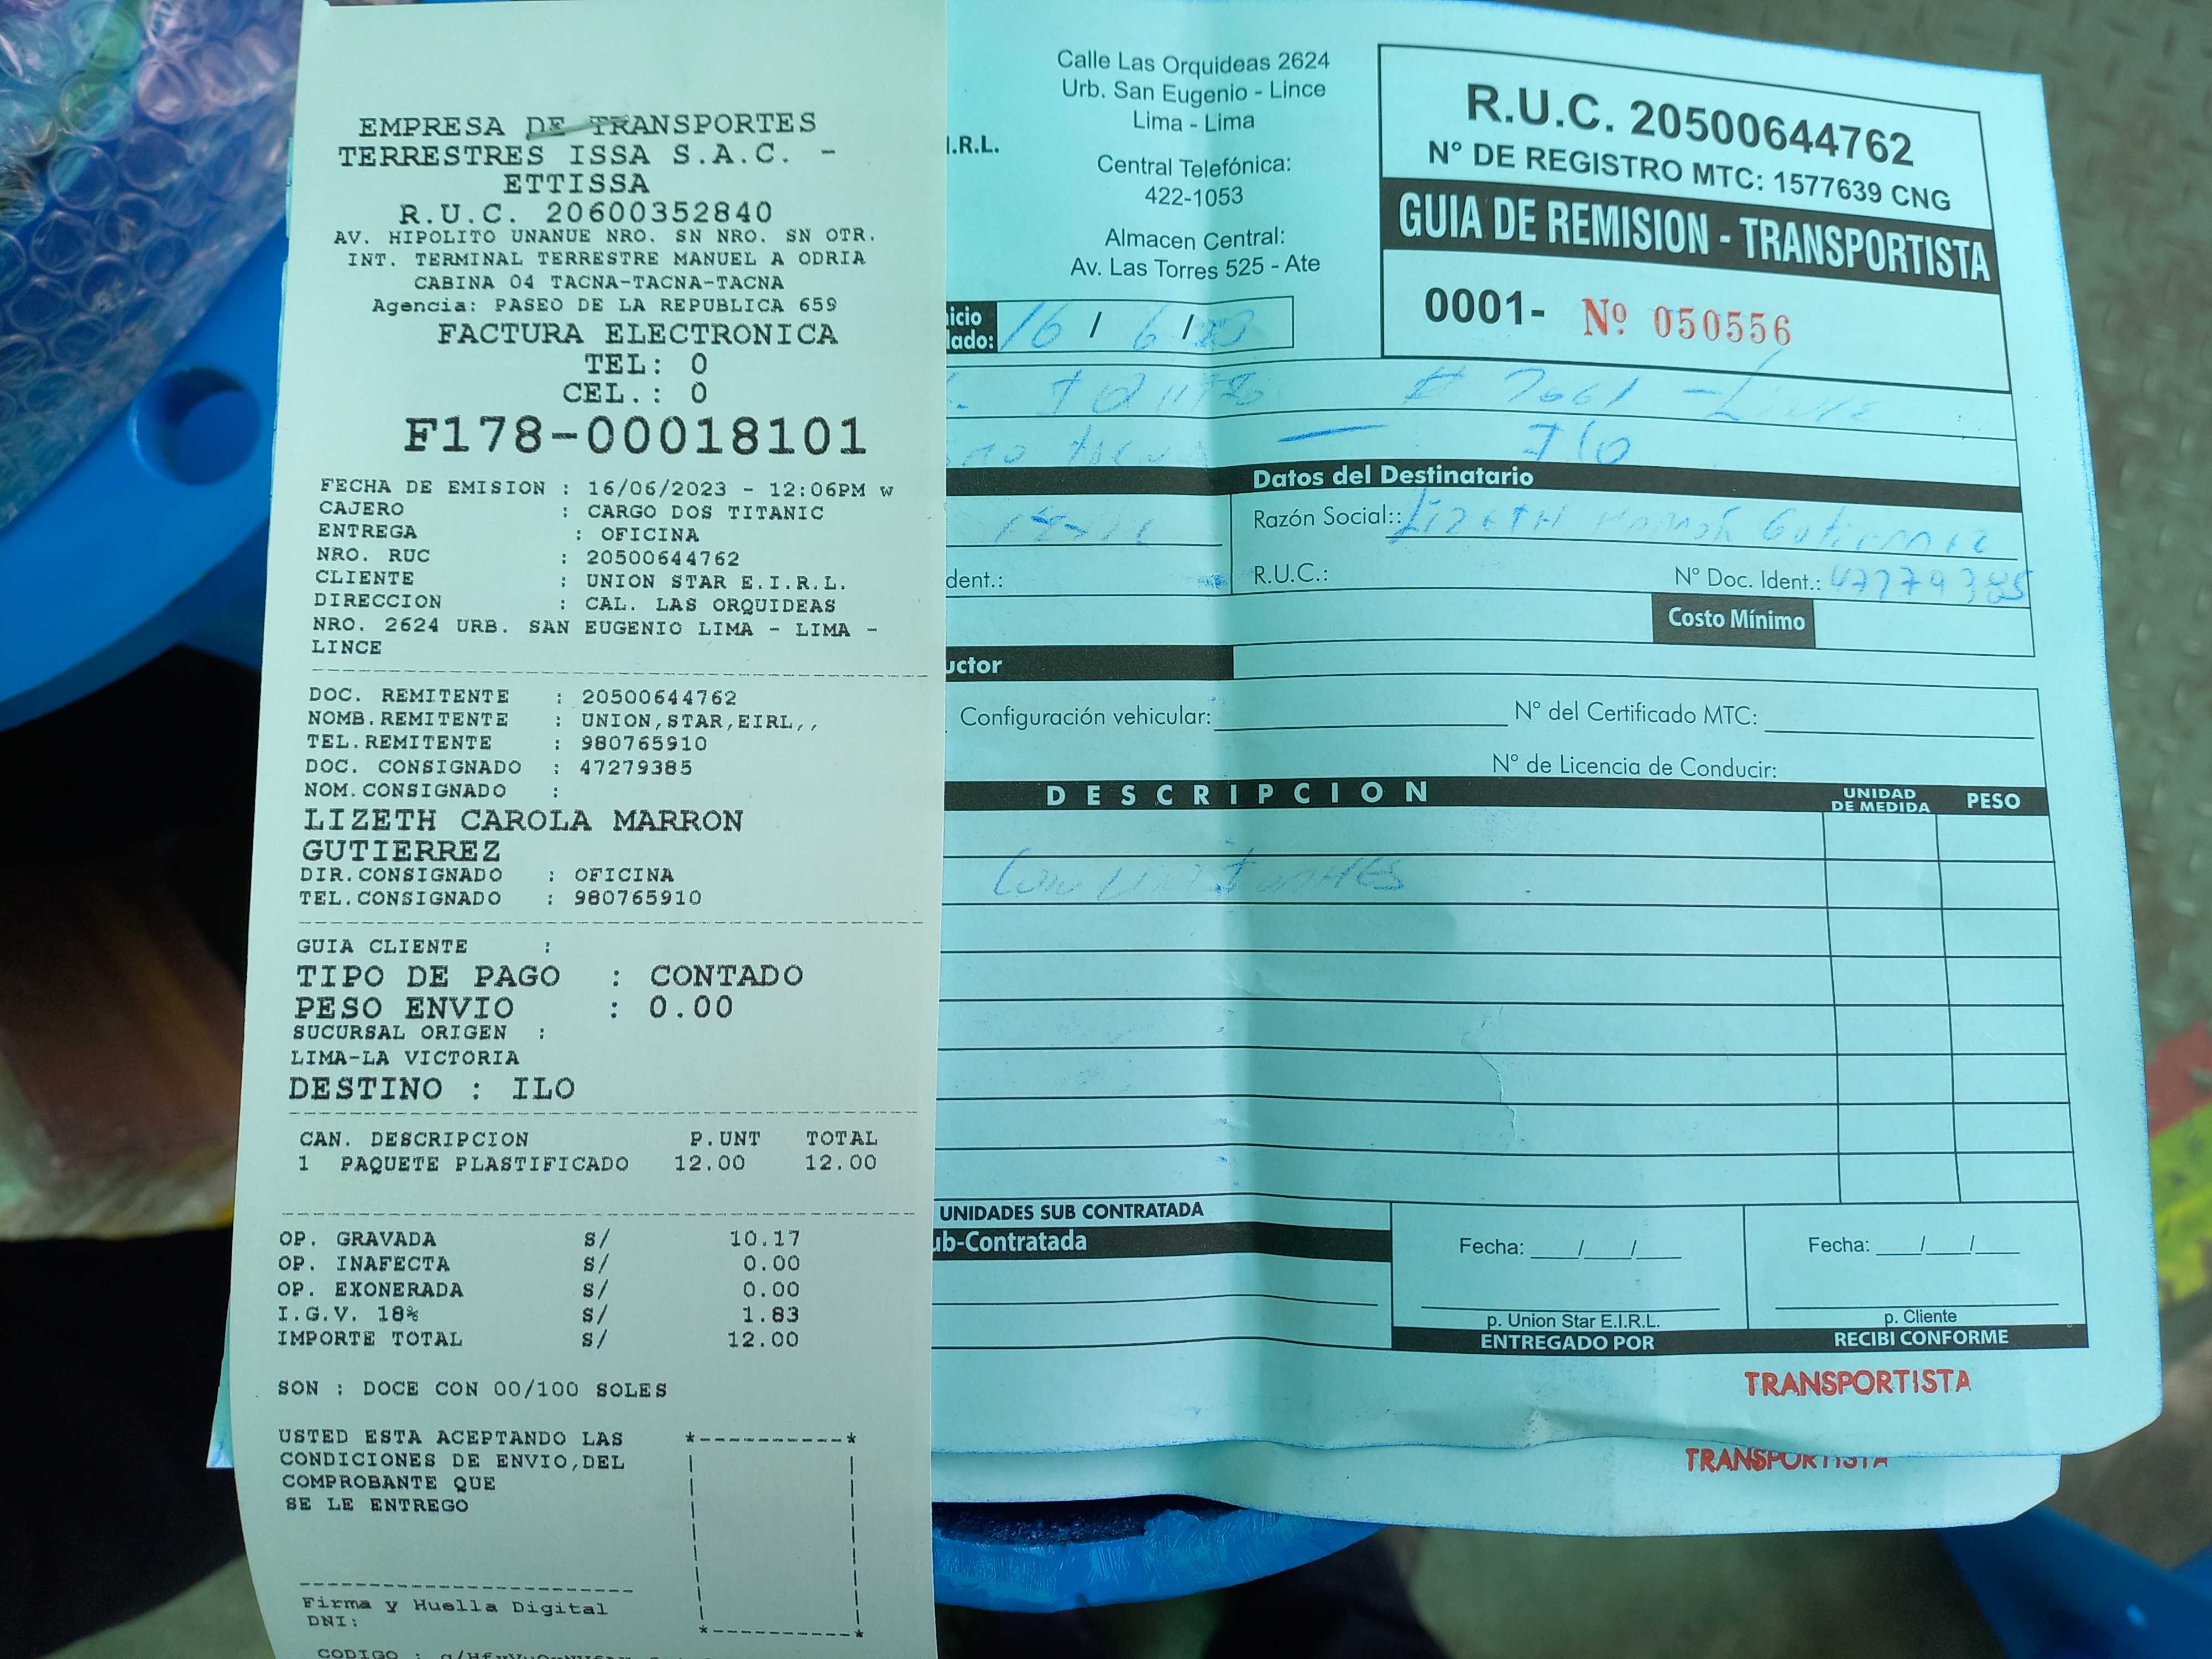 EMPRESA DE TRANSPORTES
TERRESTRES ISSA S.A.C. -
ETTISSA
R.U.C. 20600352840
AV. HIPOLITO UNANUE NRO. SN NRO. SN OTR.
INT. TERMINAL TERRESTRE MANUEL A ODRIA
CABINA 04 TACNA-TACNA-TACNA
Agencia: PASEO DE LA REPUBLICA 659
FACTURA ELECTRONICA
TEL: 0
CEL.: 0
F178-00018101
FECHA DE EMISION : 16/06/2023 - 12:06PM w
CAJERO : CARGO DOS TITANIC
ENTREGA : OFICINA
NRO. RUC : 20500644762
CLIENTE : UNION STAR E.I.R.L.
DIRECCION : CAL. LAS ORQUIDEAS
NRO. 2624 URB. SAN EUGENIO LIMA - LIMA -
LINCE
DOC. REMITENTE : 20500644762
NOMB.REMITENTE : UNION,STAR,EIRL,,
TEL.REMITENTE : 980765910
DOC. CONSIGNADO : 47279385
NOM.CONSIGNADO :
LIZETH CAROLA MARRON
GUTIERREZ
DIR.CONSIGNADO : OFICINA
TEL.CONSIGNADO : 980765910
GUIA CLIENTE :
TIPO DE PAGO : CONTADO
PESO ENVIO : 0.00
SUCURSAL ORIGEN :
LIMA-LA VICTORIA
DESTINO : ILO
CAN. DESCRIPCION P.UNT TOTAL
1 PAQUETE PLASTIFICADO 12.00 12.00
OP. GRAVADA S/ 10.17
OP. INAFECTA S/ 0.00
OP. EXONERADA S/ 0.00
I.G.V. 18% S/ 1.83
IMPORTE TOTAL S/ 12.00
SON : DOCE CON 00/100 SOLES
USTED ESTA ACEPTANDO LAS
CONDICIONES DE ENVIO,DEL
COMPROBANTE QUE
SE LE ENTREGO
Firma y Huella Digital
DNI:
CODIGO :
I.R.L.
Calle Las Orquideas 2624
Urb. San Eugenio - Lince
Lima - Lima
Central Telefónica:
422-1053
Almacen Central:
Av. Las Torres 525 - Ate
R.U.C. 20500644762
N° DE REGISTRO MTC: 1577639 CNG
GUIA DE REMISION - TRANSPORTISTA
0001- Nº 050556
icio
lado: 16 / 6 /
ILO
Datos del Destinatario
Razón Social:: Lizeth Marron Gutierrez
dent.:
R.U.C.: N° Doc. Ident.: 47279385
Costo Mínimo
uctor
Configuración vehicular: N° del Certificado MTC:
N° de Licencia de Conducir:
DESCRIPCION UNIDAD DE MEDIDA PESO
UNIDADES SUB CONTRATADA
ub-Contratada
Fecha: / / Fecha: / /
p. Union Star E.I.R.L. p. Cliente
ENTREGADO POR RECIBI CONFORME
TRANSPORTISTA
TRANSPORTISTA